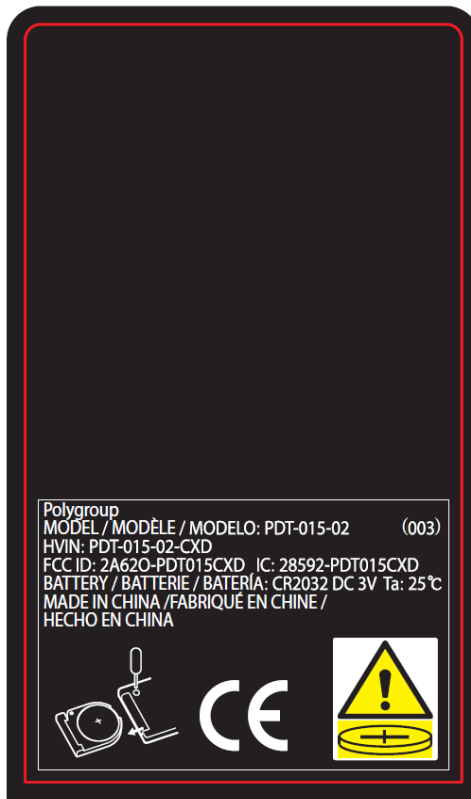 Polygroup
MODEL / MODÈLE / MODELO: PDT-015-02 (003)
HVIN: PDT-015-02-CXD
FCC ID: 2A62O-PDT015CXD IC: 28592-PDT015CXD
BATTERY / BATTERIE / BATERÍA: CR2032 DC 3V Ta: 25℃
MADE IN CHINA /FABRIQUÉ EN CHINE /
HECHO EN CHINA
CE